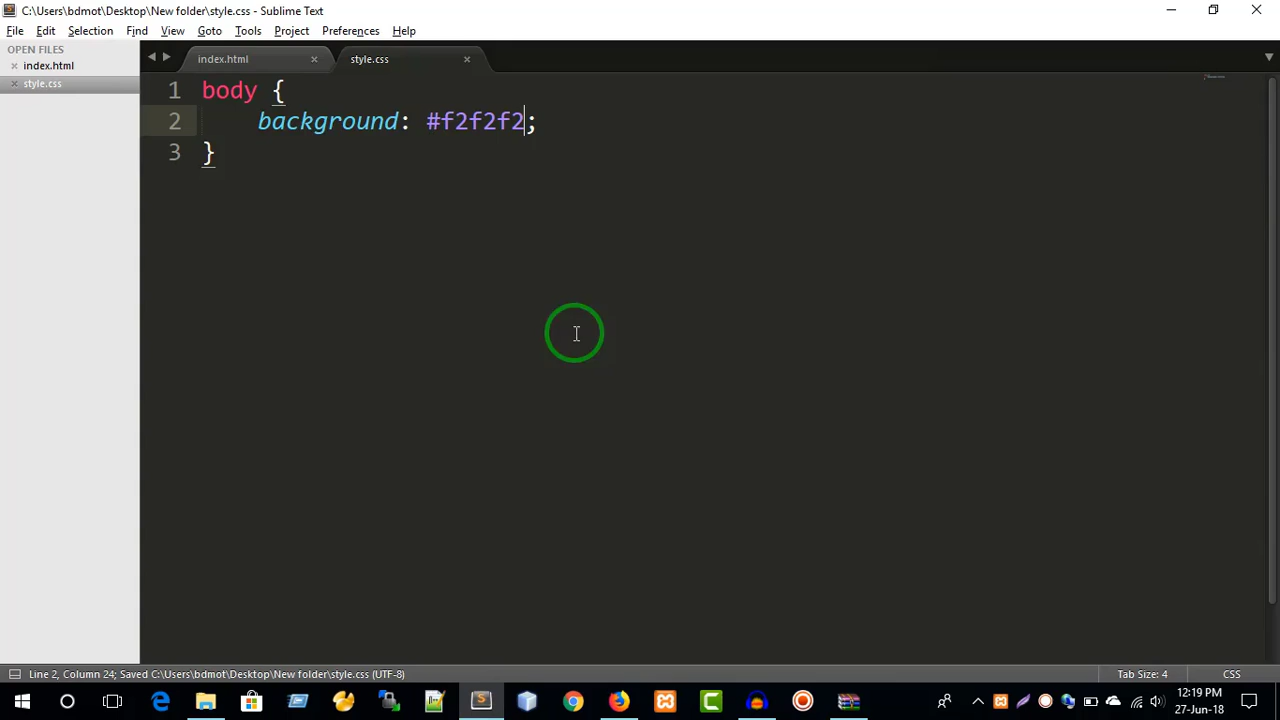 C:\Users\bdmot\Desktop\New folder\style.css - Sublime Text
File Edit Selection Find View Goto Tools Project Preferences Help
OPEN FILES
index.html
style.css
index.html
style.css
1 body {
2 background: #f2f2f2;
3 }
Line 2, Column 24; Saved C:\Users\bdmot\Desktop\New folder\style.css (UTF-8)
Tab Size: 4
CSS
12:19 PM
27-Jun-18